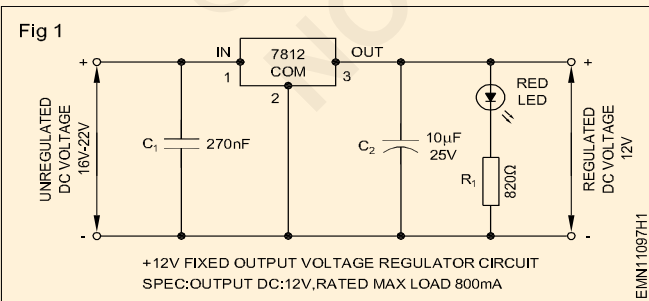 Fig 1
+
IN
7812
COM
OUT
1
2
3
+
RED
LED
UNREGULATED
DC VOLTAGE
16V-22V
C1
270nF
C2
10µF
25V
R1
820Ω
REGULATED
DC VOLTAGE
12V
-
-
+12V FIXED OUTPUT VOLTAGE REGULATOR CIRCUIT
SPEC:OUTPUT DC:12V,RATED MAX LOAD 800mA
EMN11097H1